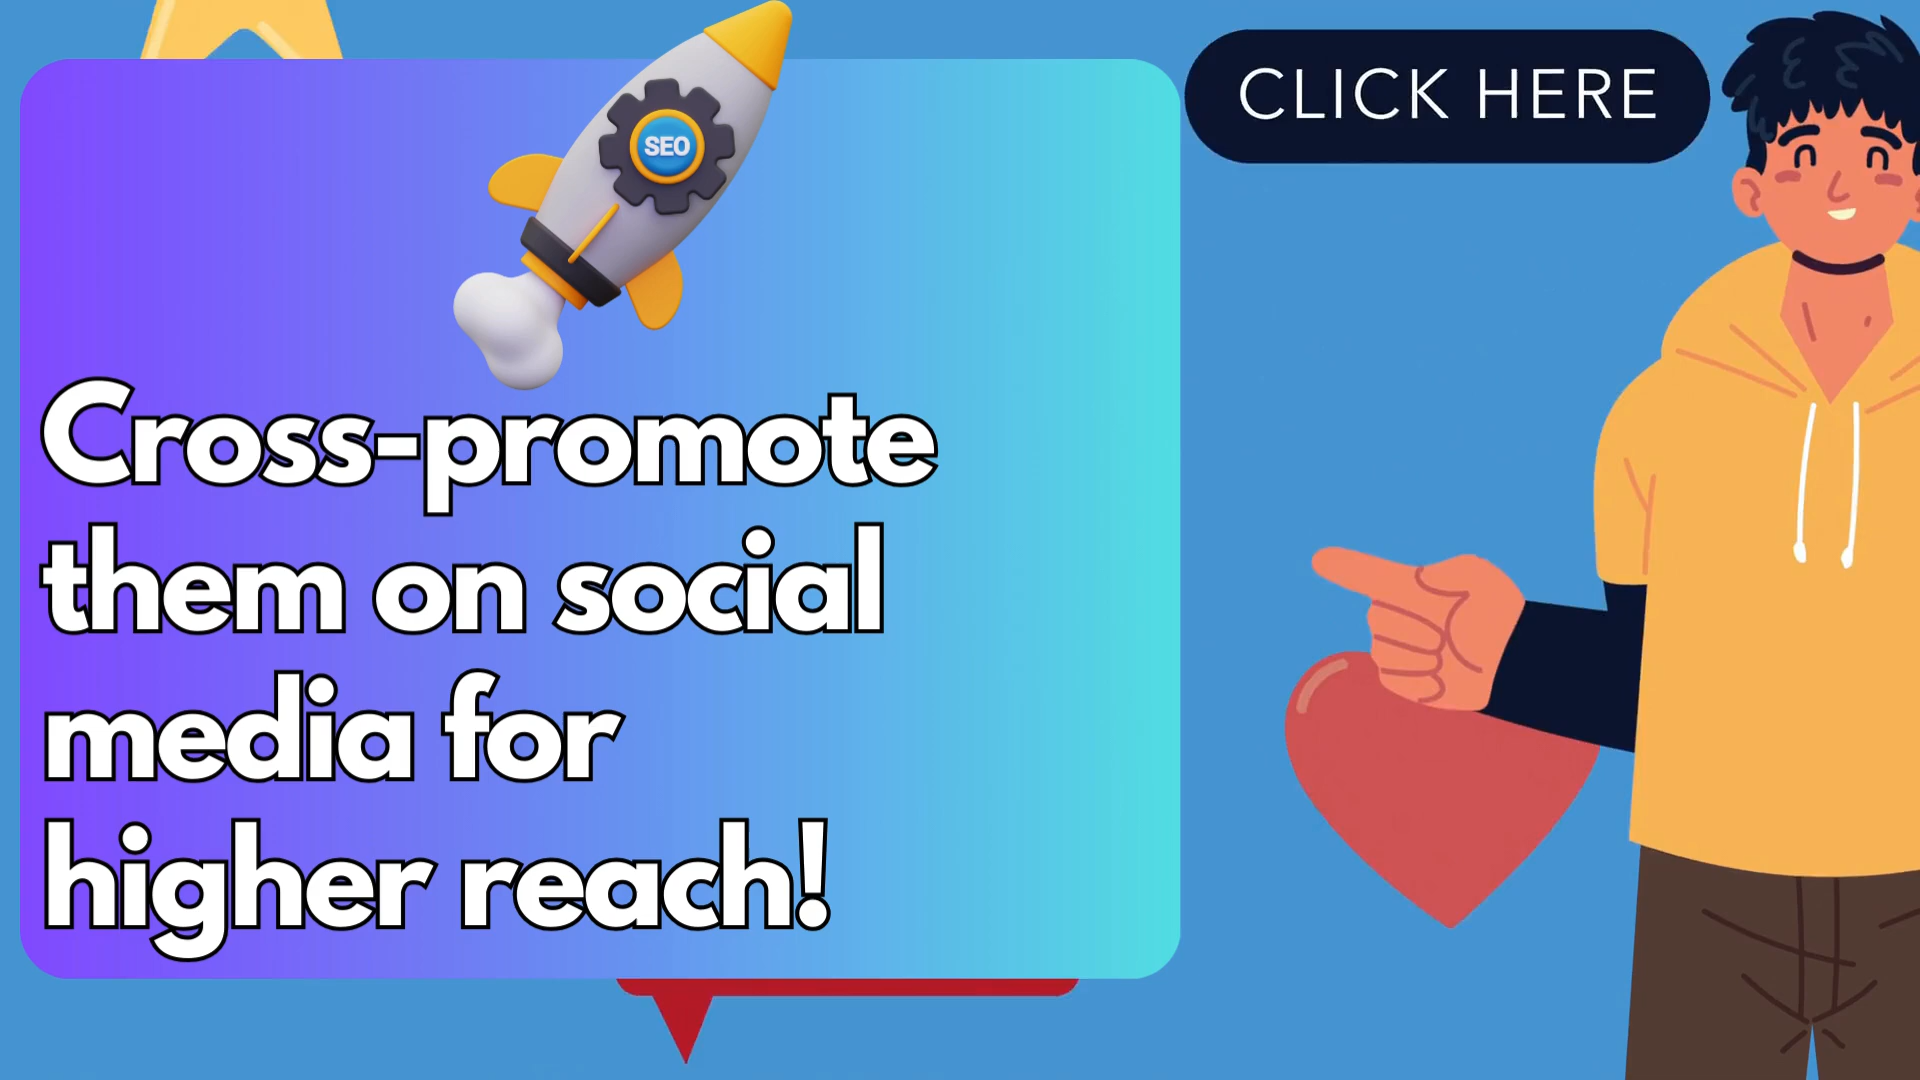 CLICK HERE
SEO
Cross-promote
them on social
media for
higher reach!